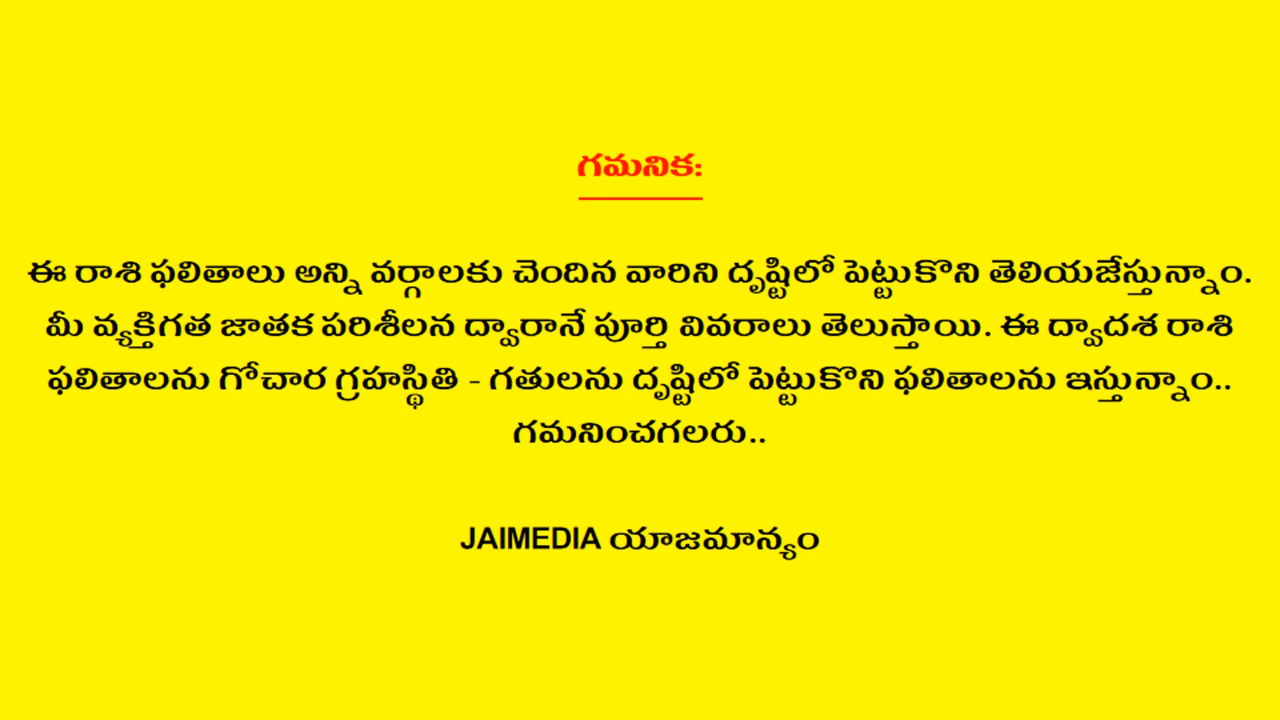 గమనిక:
ఈ రాశి ఫలితాలు అన్ని వర్గాలకు చెందిన వారిని దృష్టిలో పెట్టుకొని తెలియజేస్తున్నాం.
మీ వ్యక్తిగత జాతక పరిశీలన ద్వారానే పూర్తి వివరాలు తెలుస్తాయి. ఈ ద్వాదశ రాశి
ఫలితాలను గోచార గ్రహస్థితి - గతులను దృష్టిలో పెట్టుకొని ఫలితాలను ఇస్తున్నాం..
గమనించగలరు..
JAIMEDIA యాజమాన్యం